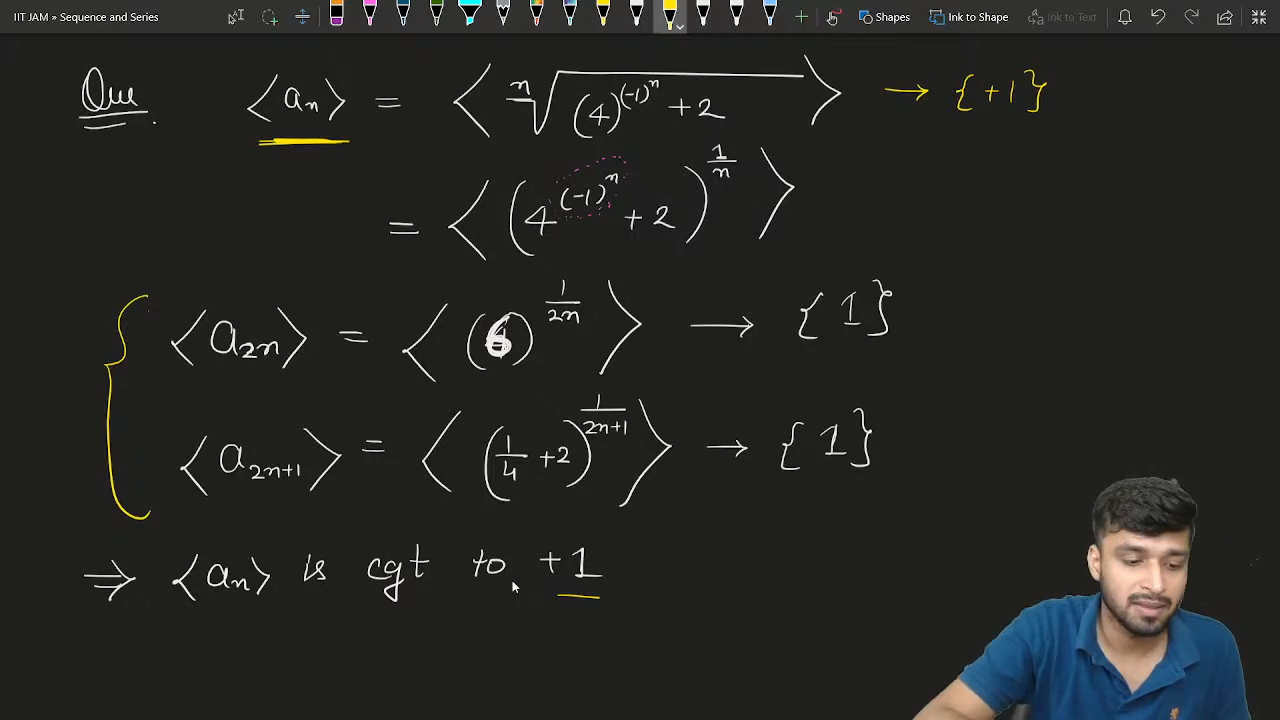 IIT JAM » Sequence and Series
Shapes
Ink to Shape
Ink to Text
Que. <aₙ> = < ⁿ√((4)^(-1)^n + 2) > → {+1}
= < (4^(-1)^n + 2)^(1/n) >
<a₂ₙ> = < (6)^(1/2n) > → {1}
<a₂ₙ₊₁> = < (1/4 + 2)^(1/(2n+1)) > → {1}
⇒ <aₙ> is cgt to +1